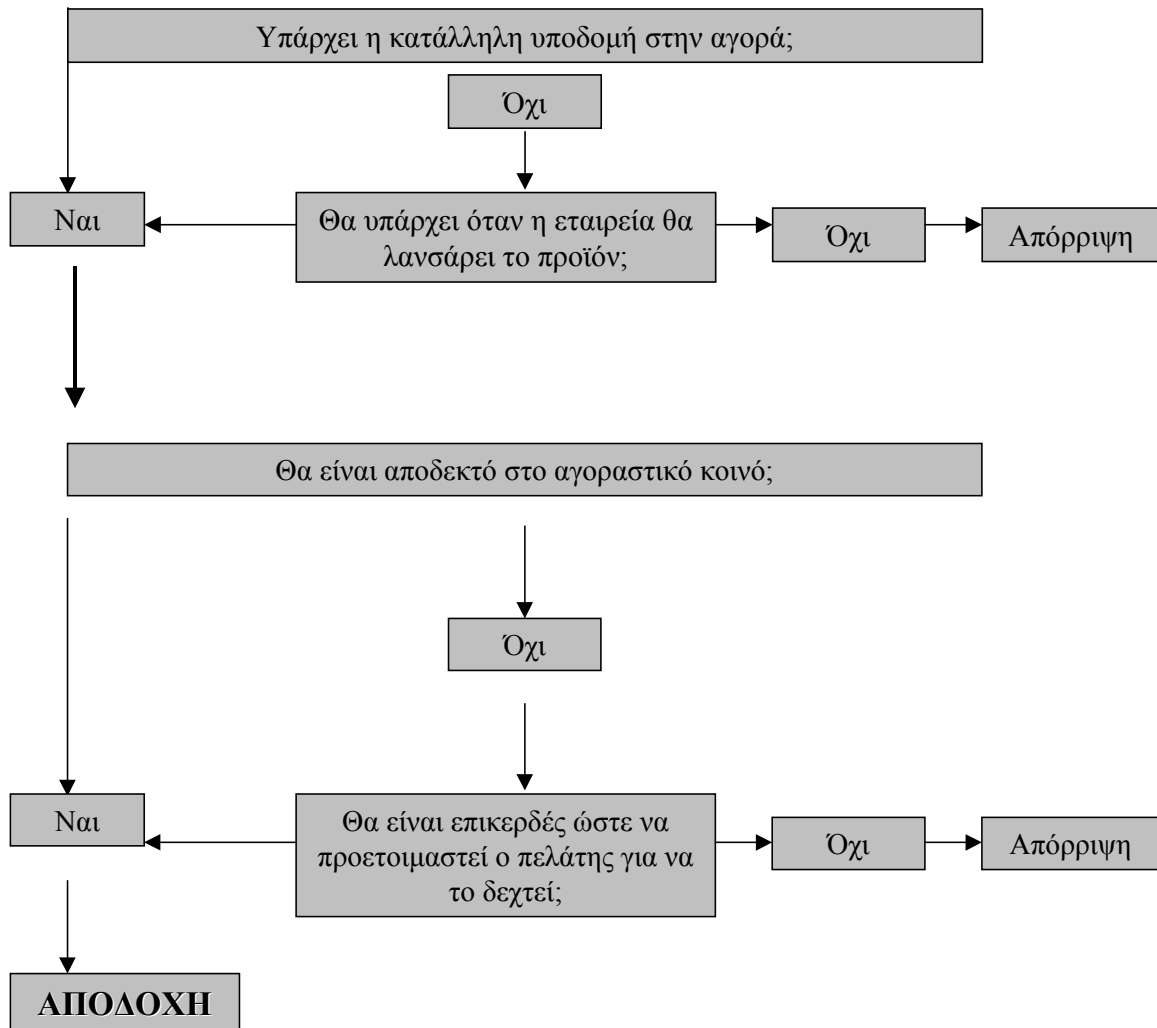 Υπάρχει η κατάλληλη υποδομή στην αγορά;
Όχι
Ναι
Θα υπάρχει όταν η εταιρεία θα
λανσάρει το προϊόν;
Όχι
Απόρριψη
Θα είναι αποδεκτό στο αγοραστικό κοινό;
Όχι
Ναι
Θα είναι επικερδές ώστε να
προετοιμαστεί ο πελάτης για να
το δεχτεί;
Όχι
Απόρριψη
ΑΠΟΔΟΧΗ